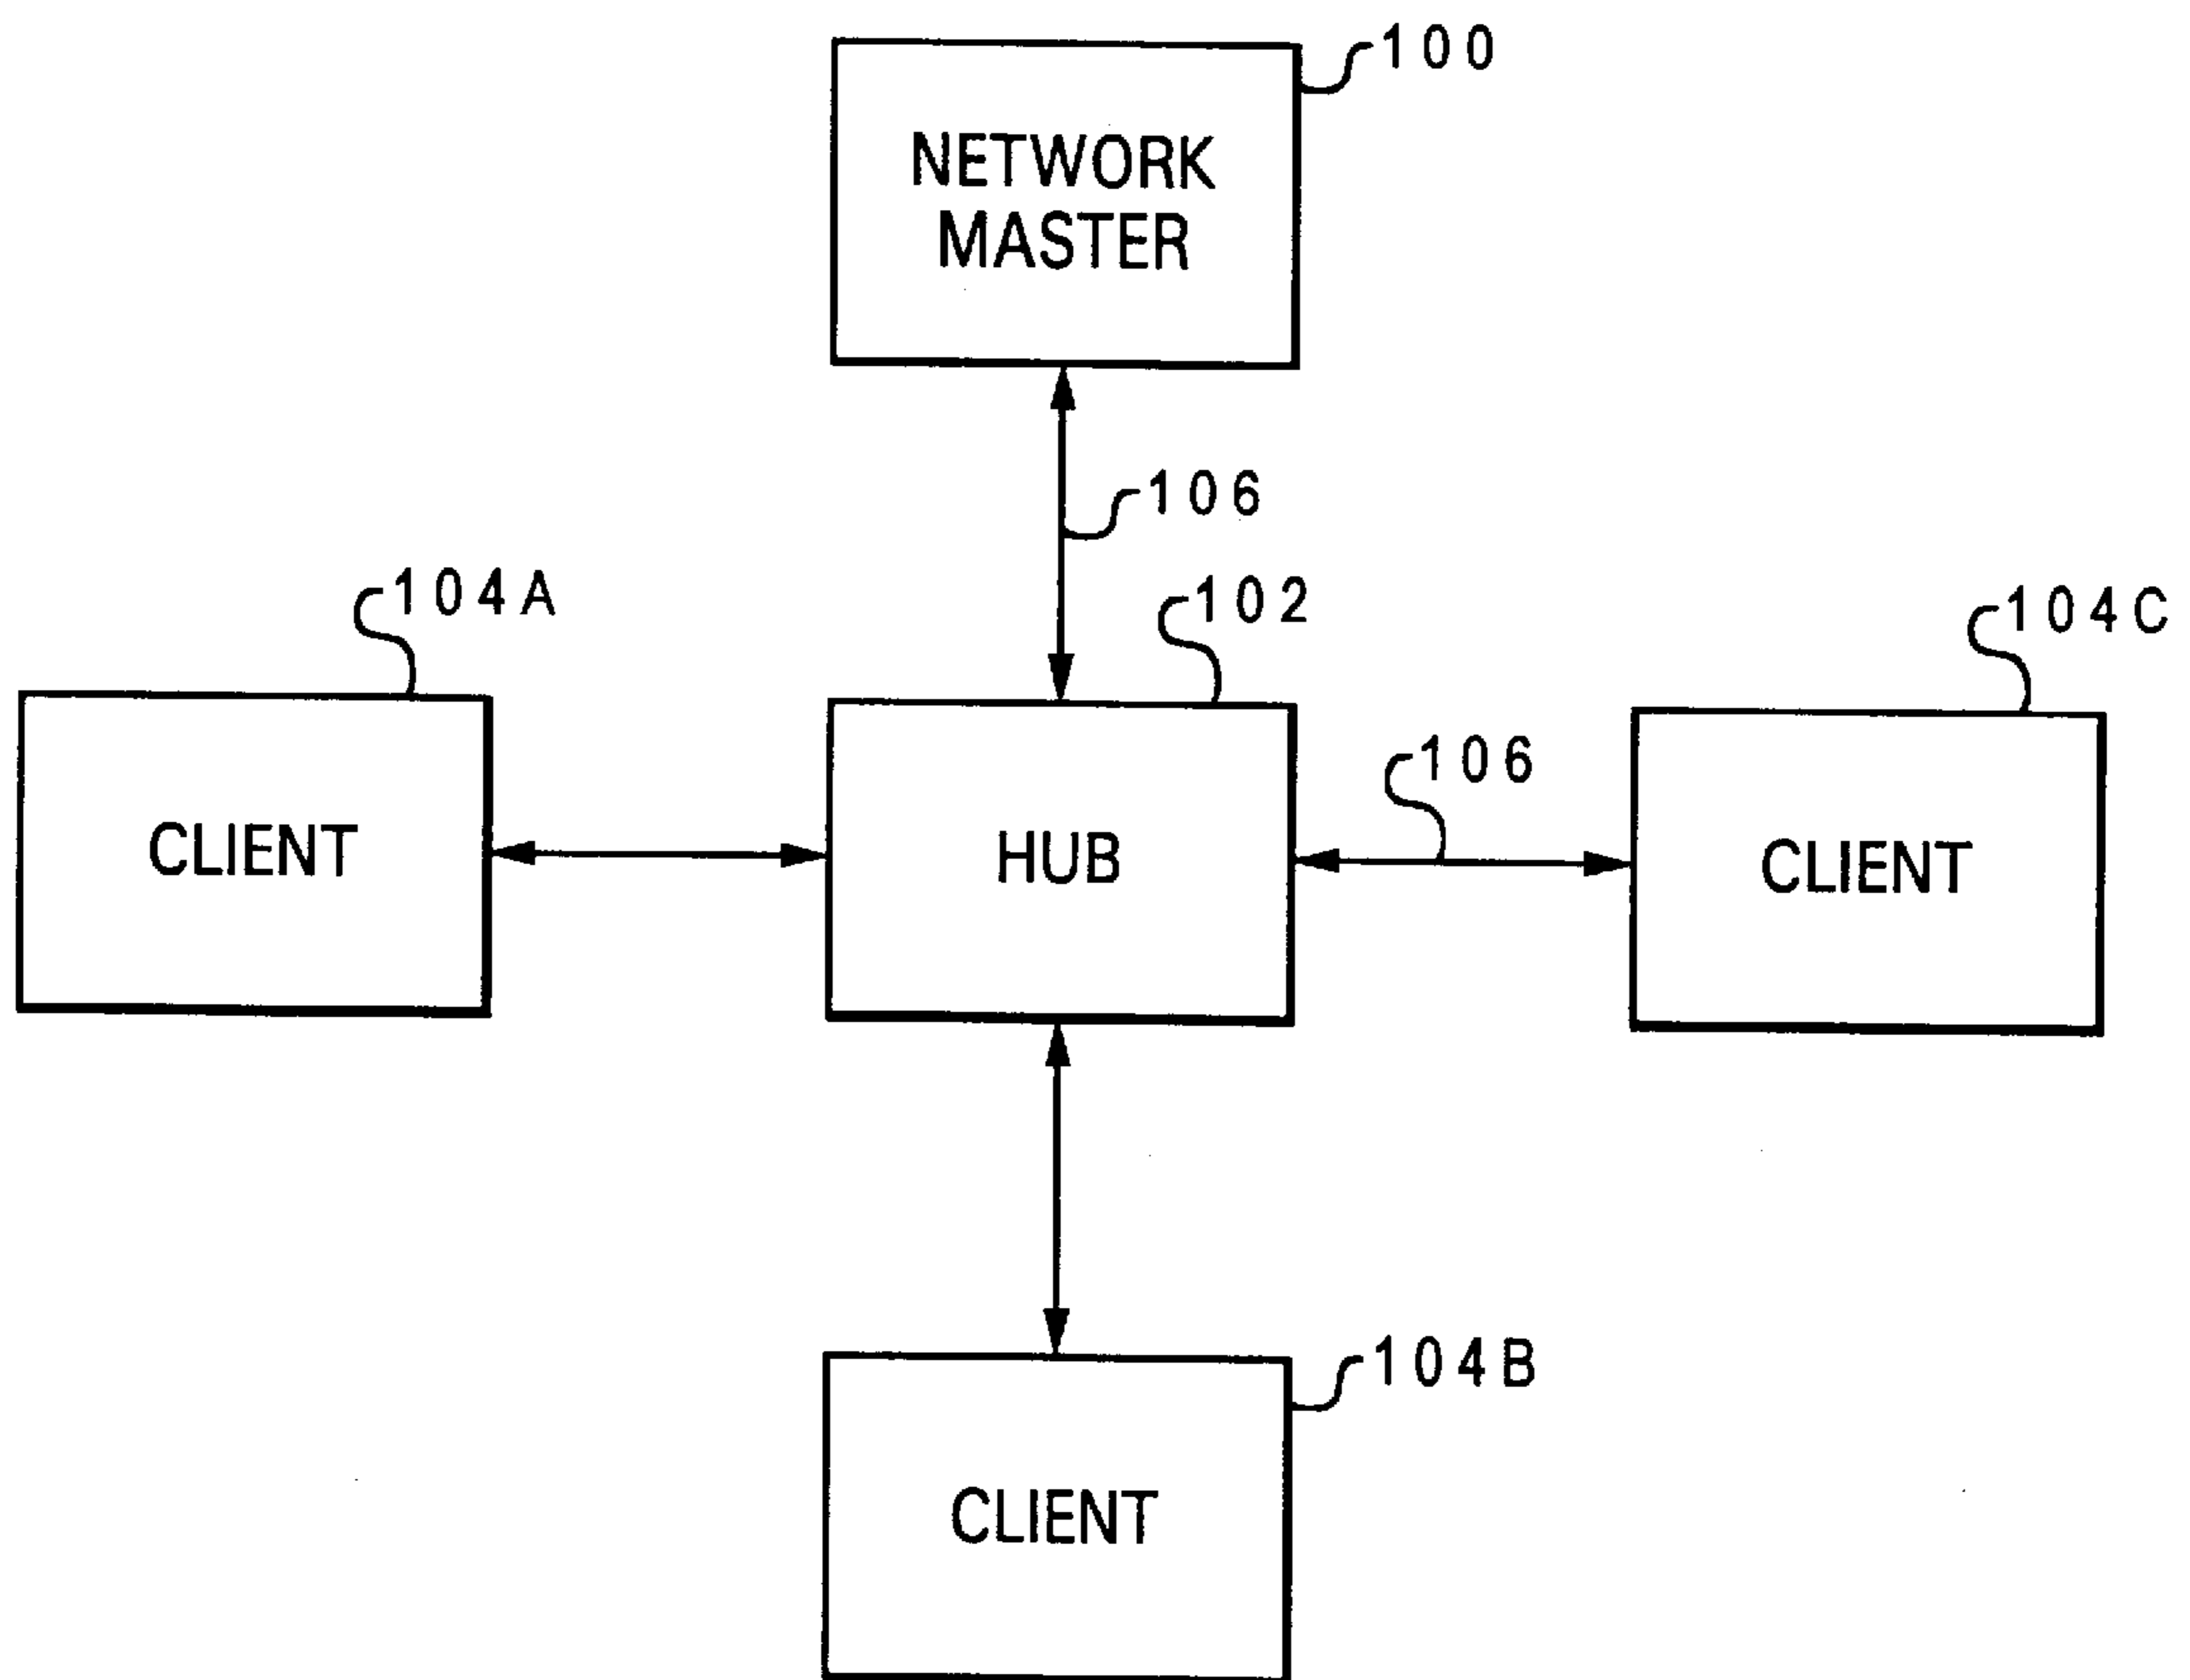 100
NETWORK
MASTER
106
104A
102
104C
106
CLIENT
HUB
CLIENT
104B
CLIENT